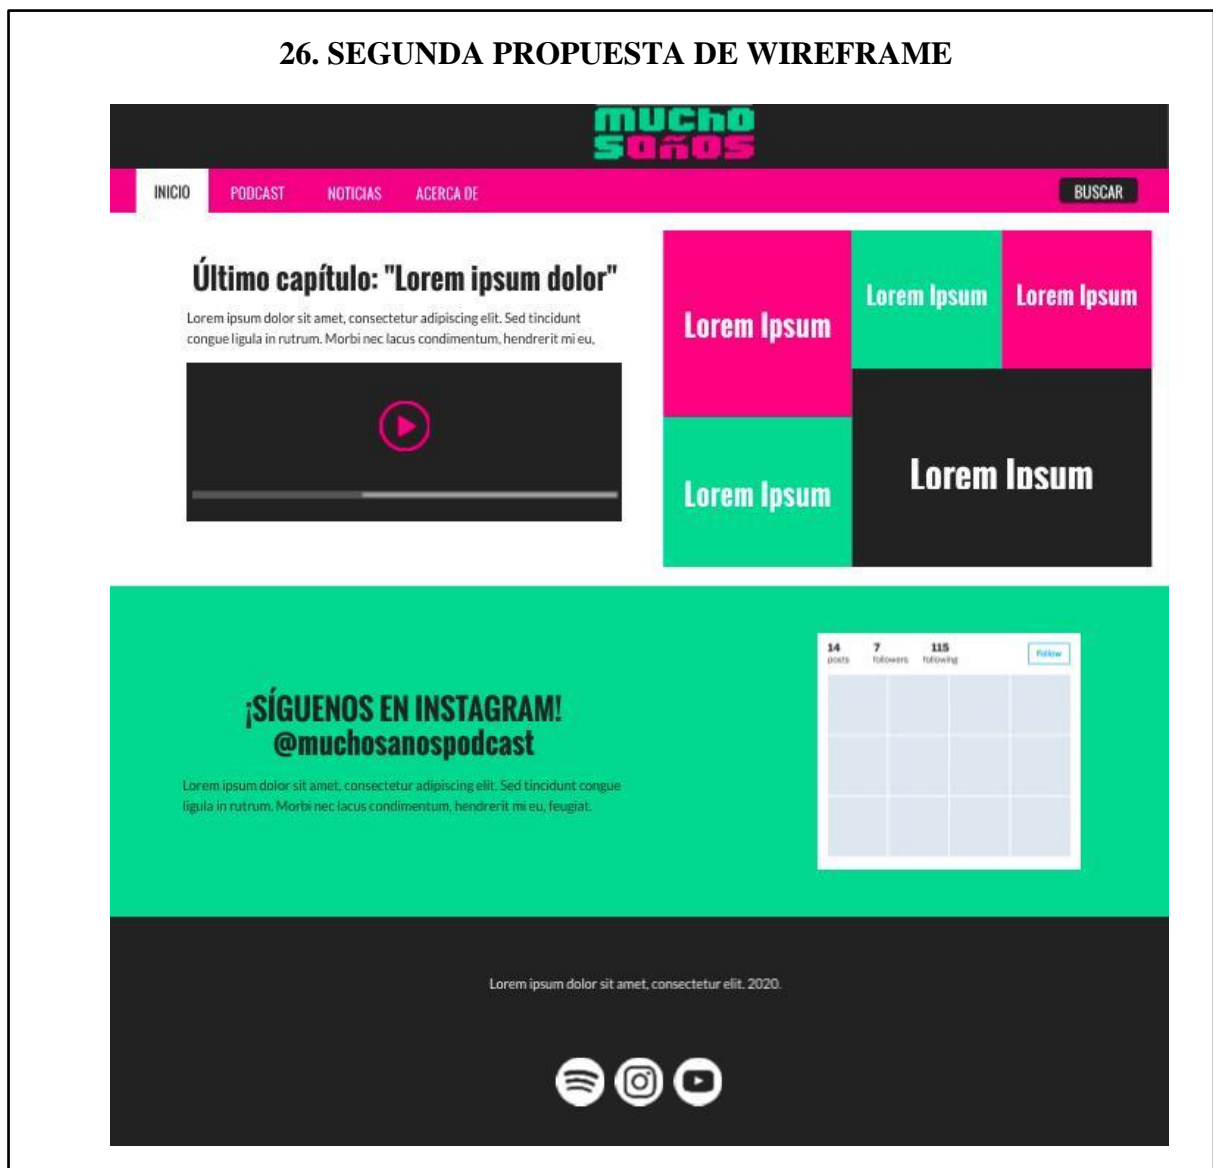 26. SEGUNDA PROPUESTA DE WIREFRAME
mucho
soños
INICIO PODCAST NOTICIAS ACERCA DE BUSCAR
Último capítulo: "Lorem ipsum dolor"
Lorem ipsum dolor sit amet, consectetur adipiscing elit. Sed tincidunt
congue ligula in rutrum. Morbi nec lacus condimentum, hendrerit mi eu,
Lorem Ipsum
Lorem Ipsum
Lorem Ipsum
Lorem Ipsum
Lorem Ipsum
¡SÍGUENOS EN INSTAGRAM!
@muchosanospodcast
Lorem ipsum dolor sit amet, consectetur adipiscing elit. Sed tincidunt congue
ligula in rutrum. Morbi nec lacus condimentum, hendrerit mi eu, feugiat.
14 7 115
posts followers following Follow
Lorem ipsum dolor sit amet, consectetur elit. 2020.